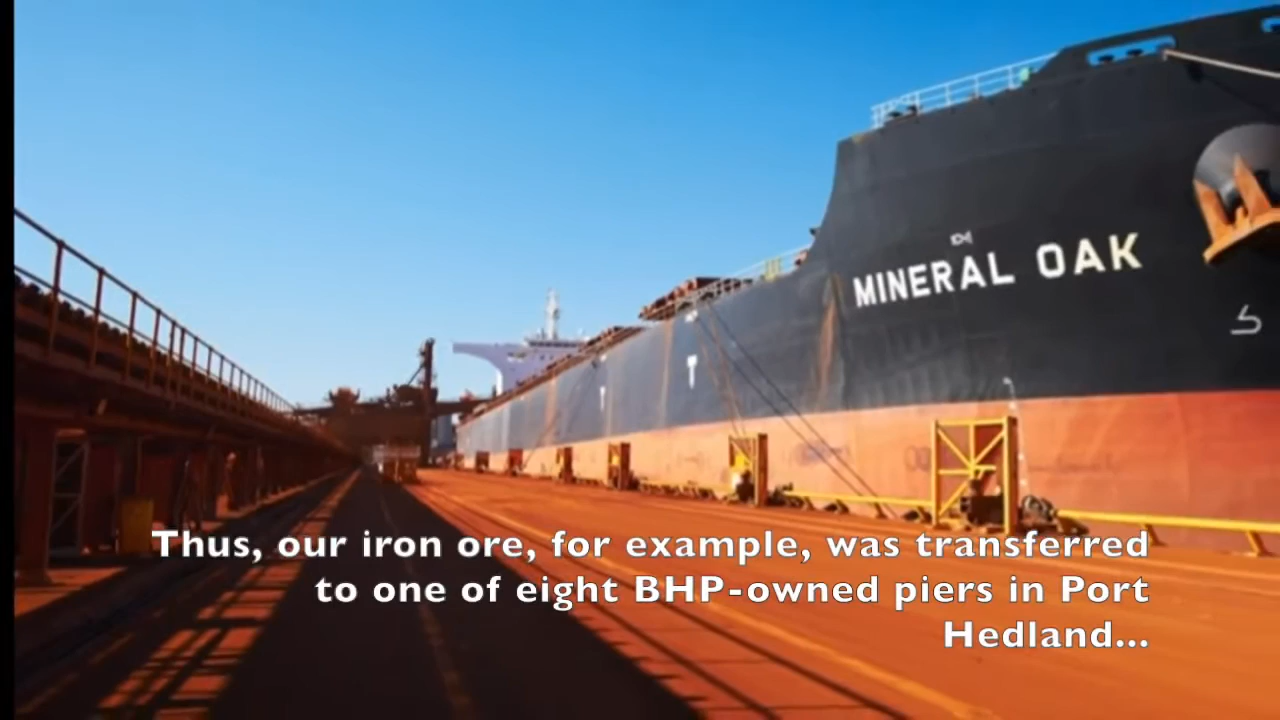 MINERAL OAK
Thus, our iron ore, for example, was transferred
to one of eight BHP-owned piers in Port
Hedland...